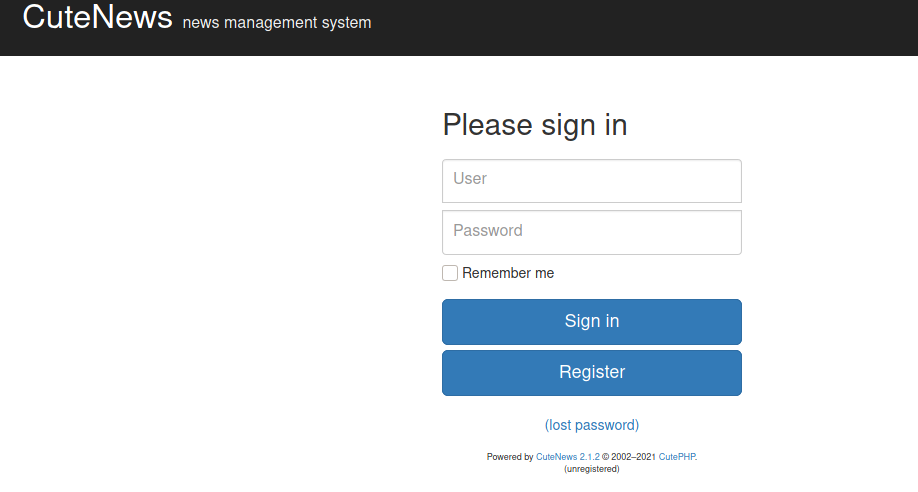 CuteNews news management system
Please sign in
User
Password
Remember me
Sign in
Register
(lost password)
Powered by CuteNews 2.1.2 © 2002–2021 CutePHP.
(unregistered)